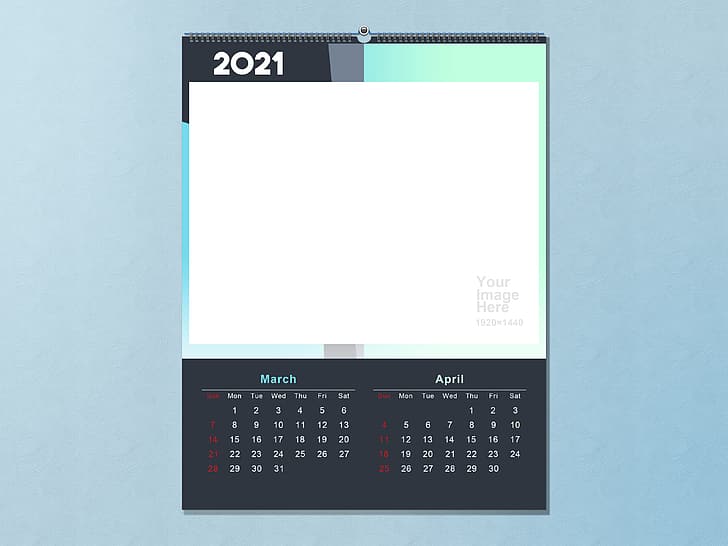 2021
Your
Image
Here
1920×1440
March
Sun Mon Tue Wed Thu Fri Sat
1 2 3 4 5 6
7 8 9 10 11 12 13
14 15 16 17 18 19 20
21 22 23 24 25 26 27
28 29 30 31
April
Sun Mon Tue Wed Thu Fri Sat
1 2 3
4 5 6 7 8 9 10
11 12 13 14 15 16 17
18 19 20 21 22 23 24
25 26 27 28 29 30